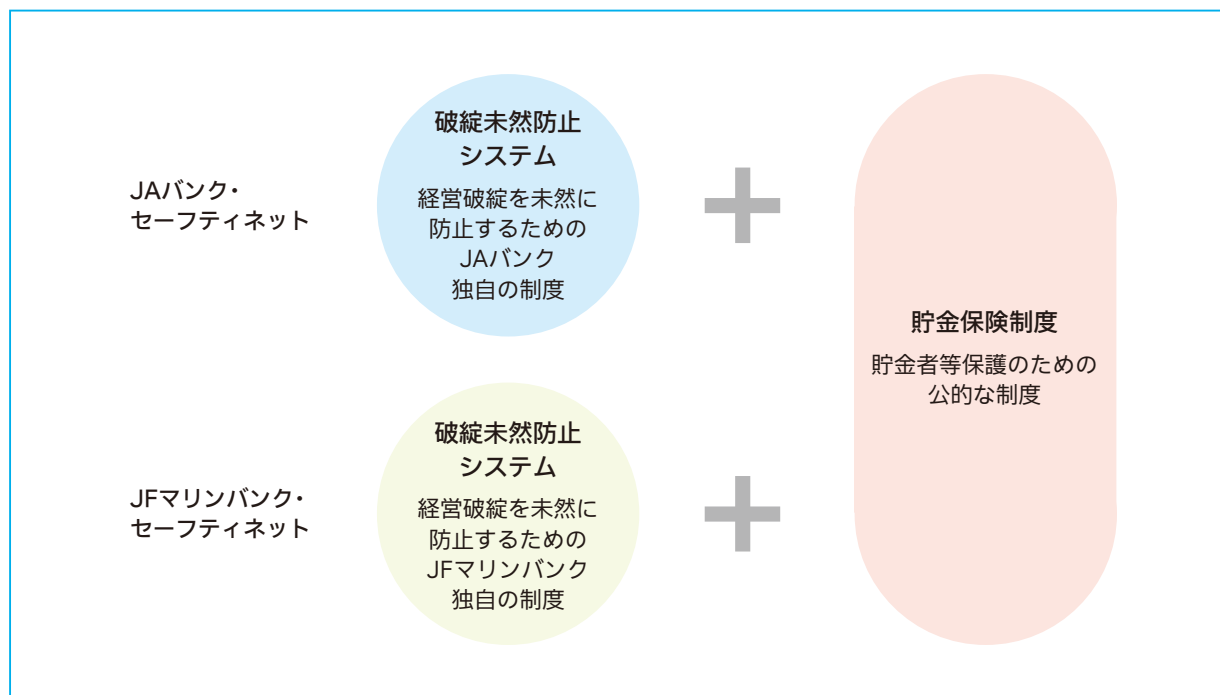 JAバンク・
セーフティネット
破綻未然防止
システム
経営破綻を未然に
防止するための
JAバンク
独自の制度
JFマリンバンク・
セーフティネット
破綻未然防止
システム
経営破綻を未然に
防止するための
JFマリンバンク
独自の制度
貯金保険制度
貯金者等保護のための
公的な制度